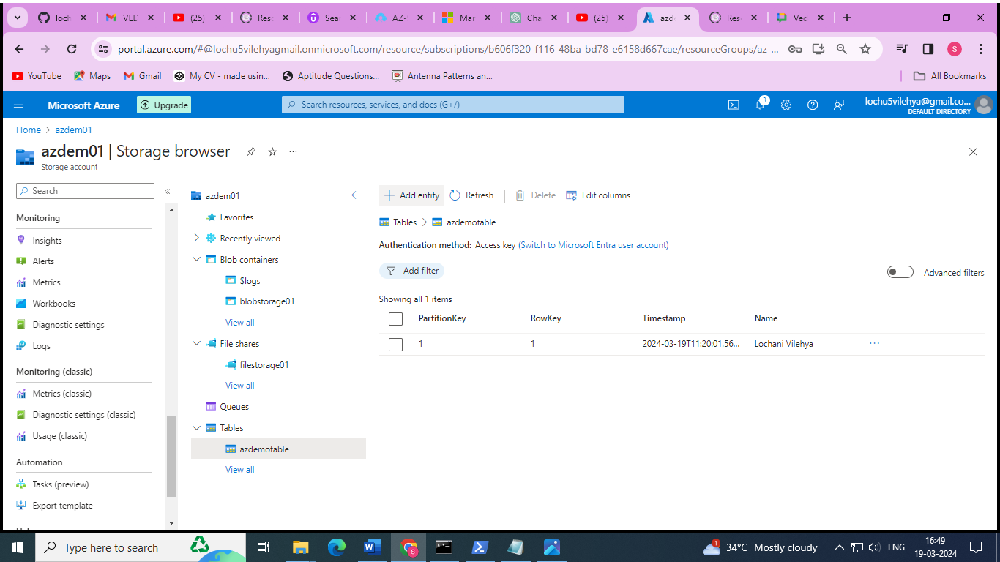 loch
VED
(25)
Reso
Sear
AZ-
Mar
Cha
(25)
azd
Reso
Ved
portal.azure.com/#@lochu5vilehyagmail.onmicrosoft.com/resource/subscriptions/b606f320-f116-48ba-bd78-e6158d667cae/resourceGroups/az-...
S
YouTube
Maps
Gmail
My CV - made usin...
Aptitude Questions...
Antenna Patterns an...
All Bookmarks
Microsoft Azure
Upgrade
Search resources, services, and docs (G+/)
3
lochu5vilehya@gmail.co...
DEFAULT DIRECTORY
Home > azdem01
azdem01 | Storage browser
Storage account
Search
Monitoring
Insights
Alerts
Metrics
Workbooks
Diagnostic settings
Logs
Monitoring (classic)
Metrics (classic)
Diagnostic settings (classic)
Usage (classic)
Automation
Tasks (preview)
Export template
azdem01
Favorites
Recently viewed
Blob containers
$logs
blobstorage01
View all
File shares
filestorage01
View all
Queues
Tables
azdemotable
View all
Add entity
Refresh
Delete
Edit columns
Tables > azdemotable
Authentication method: Access key (Switch to Microsoft Entra user account)
Add filter
Advanced filters
Showing all 1 items
PartitionKey RowKey Timestamp Name
1 1 2024-03-19T11:20:01.56... Lochani Vilehya ...
Type here to search
1
34°C Mostly cloudy
ENG
16:49
19-03-2024